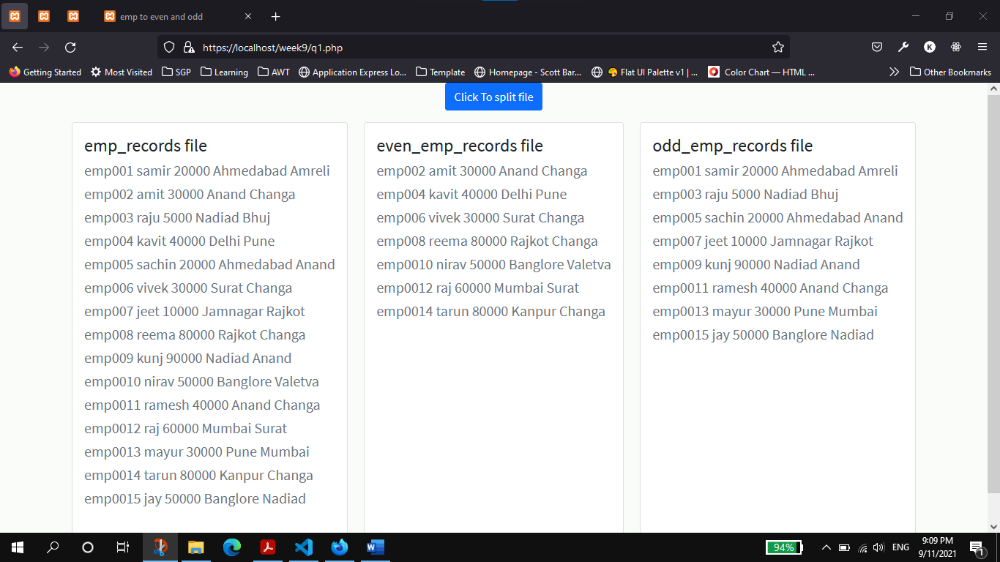 emp to even and odd
https://localhost/week9/q1.php
Getting Started
Most Visited
SGP
Learning
AWT
Application Express Lo...
Template
Homepage - Scott Bar...
Flat UI Palette v1 | ...
Color Chart — HTML ...
Other Bookmarks
Click To split file
emp_records file
emp001 samir 20000 Ahmedabad Amreli
emp002 amit 30000 Anand Changa
emp003 raju 5000 Nadiad Bhuj
emp004 kavit 40000 Delhi Pune
emp005 sachin 20000 Ahmedabad Anand
emp006 vivek 30000 Surat Changa
emp007 jeet 10000 Jamnagar Rajkot
emp008 reema 80000 Rajkot Changa
emp009 kunj 90000 Nadiad Anand
emp0010 nirav 50000 Banglore Valetva
emp0011 ramesh 40000 Anand Changa
emp0012 raj 60000 Mumbai Surat
emp0013 mayur 30000 Pune Mumbai
emp0014 tarun 80000 Kanpur Changa
emp0015 jay 50000 Banglore Nadiad
even_emp_records file
emp002 amit 30000 Anand Changa
emp004 kavit 40000 Delhi Pune
emp006 vivek 30000 Surat Changa
emp008 reema 80000 Rajkot Changa
emp0010 nirav 50000 Banglore Valetva
emp0012 raj 60000 Mumbai Surat
emp0014 tarun 80000 Kanpur Changa
odd_emp_records file
emp001 samir 20000 Ahmedabad Amreli
emp003 raju 5000 Nadiad Bhuj
emp005 sachin 20000 Ahmedabad Anand
emp007 jeet 10000 Jamnagar Rajkot
emp009 kunj 90000 Nadiad Anand
emp0011 ramesh 40000 Anand Changa
emp0013 mayur 30000 Pune Mumbai
emp0015 jay 50000 Banglore Nadiad
94%
ENG
9:09 PM
9/11/2021
1